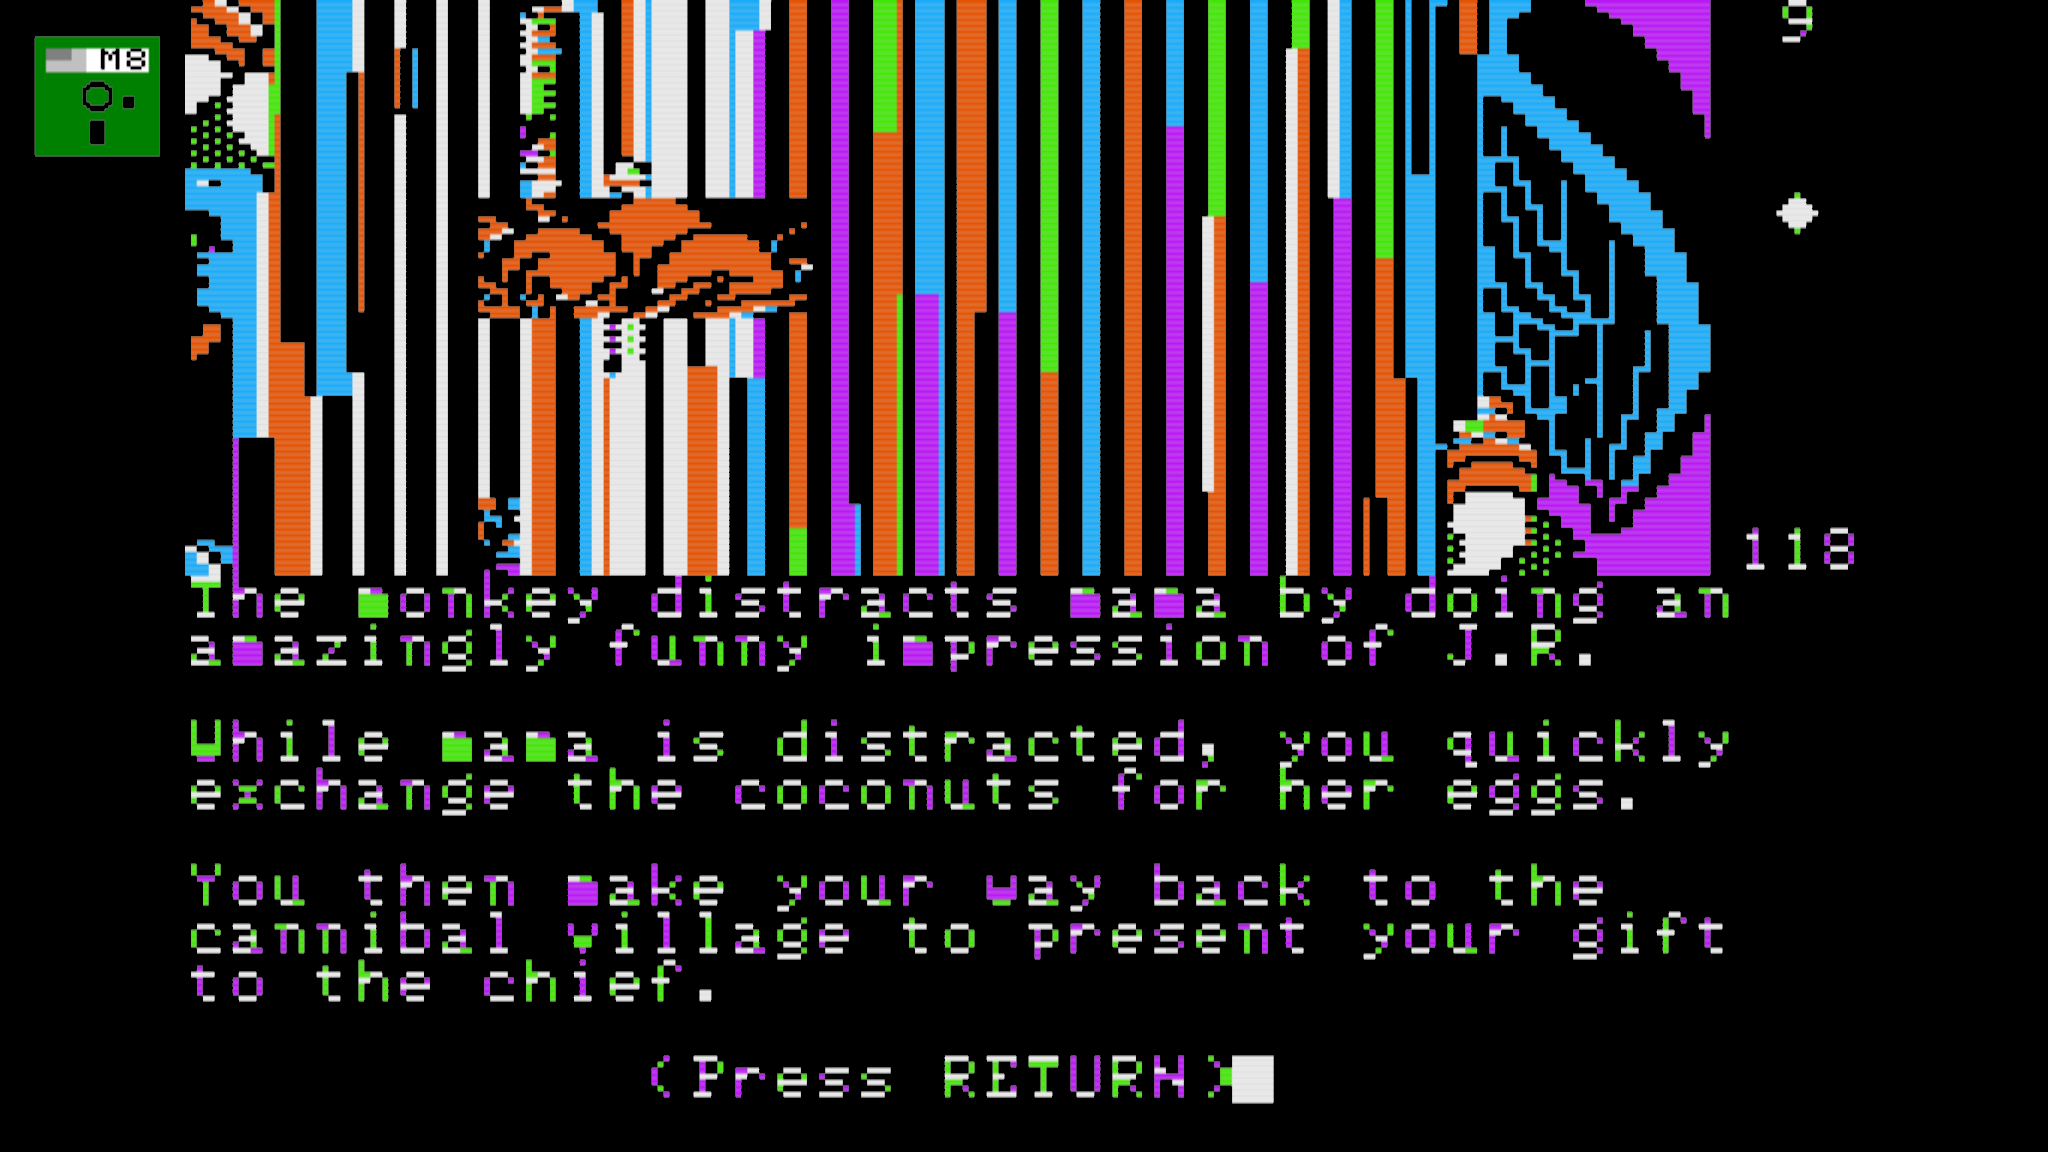 M8
9
118
The monkey distracts mama by doing an
amazingly funny impression of J.R.
While mama is distracted, you quickly
exchange the coconuts for her eggs.
You then make your way back to the
cannibal village to present your gift
to the chief.
(Press RETURN)